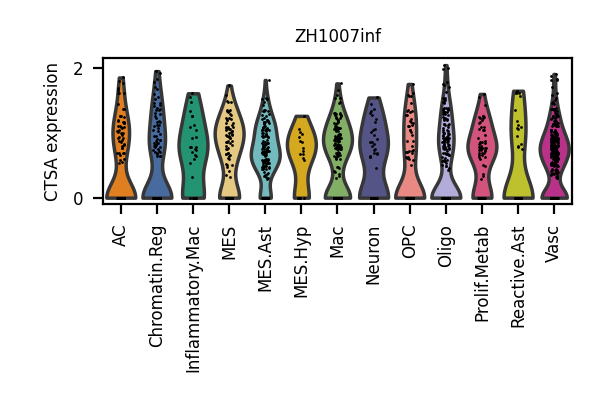 ZH1007inf
CTSA expression
2
0
AC
Chromatin.Reg
Inflammatory.Mac
MES
MES.Ast
MES.Hyp
Mac
Neuron
OPC
Oligo
Prolif.Metab
Reactive.Ast
Vasc